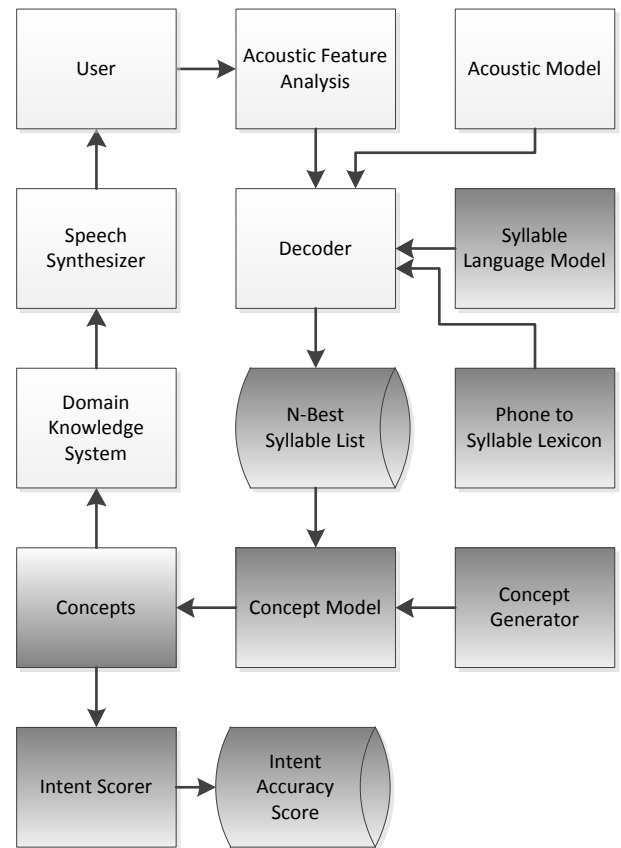 User
Acoustic Feature
Analysis
Acoustic Model
Speech
Synthesizer
Decoder
Syllable
Language Model
Domain
Knowledge
System
N-Best
Syllable List
Phone to
Syllable Lexicon
Concepts
Concept Model
Concept
Generator
Intent Scorer
Intent
Accuracy
Score